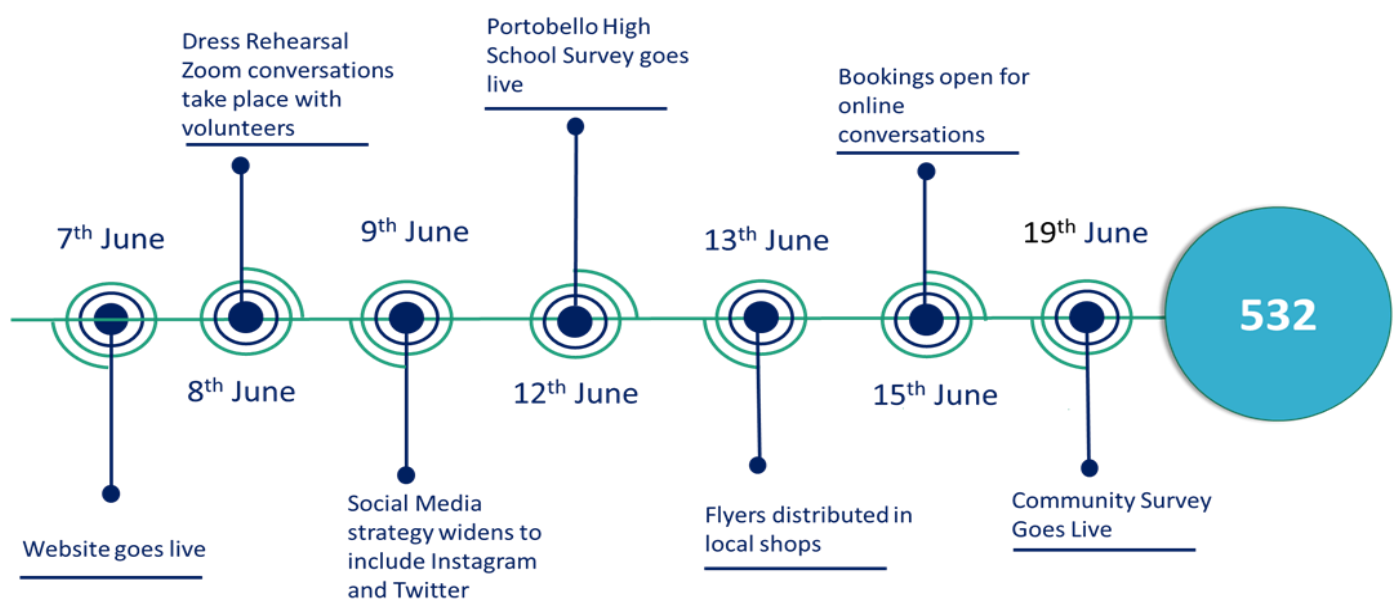 7th June
Website goes live
Dress Rehearsal
Zoom conversations
take place with
volunteers
8th June
9th June
Social Media
strategy widens to
include Instagram
and Twitter
Portobello High
School Survey goes
live
12th June
13th June
Flyers distributed in
local shops
Bookings open for
online
conversations
15th June
19th June
Community Survey
Goes Live
532